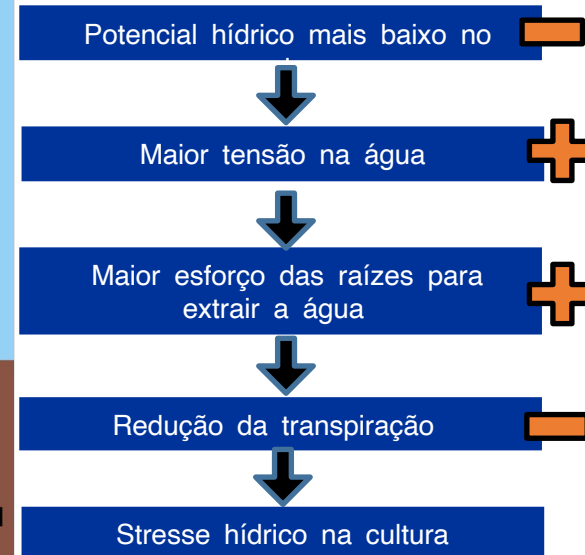 Potencial hídrico mais baixo no
Maior tensão na água
Maior esforço das raízes para
extrair a água
Redução da transpiração
Stresse hídrico na cultura